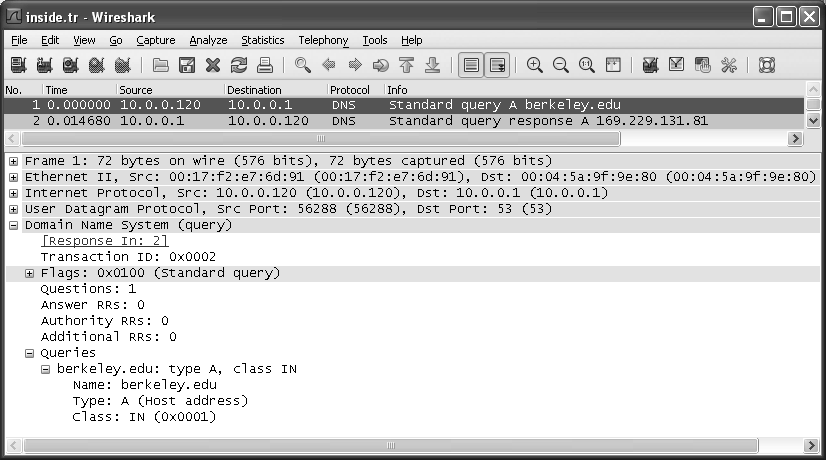 inside.tr - Wireshark
File Edit View Go Capture Analyze Statistics Telephony Tools Help
No. Time Source Destination Protocol Info
1 0.000000 10.0.0.120 10.0.0.1 DNS Standard query A berkeley.edu
2 0.014680 10.0.0.1 10.0.0.120 DNS Standard query response A 169.229.131.81
Frame 1: 72 bytes on wire (576 bits), 72 bytes captured (576 bits)
Ethernet II, Src: 00:17:f2:e7:6d:91 (00:17:f2:e7:6d:91), Dst: 00:04:5a:9f:9e:80 (00:04:5a:9f:9e:80)
Internet Protocol, Src: 10.0.0.120 (10.0.0.120), Dst: 10.0.0.1 (10.0.0.1)
User Datagram Protocol, Src Port: 56288 (56288), Dst Port: 53 (53)
Domain Name System (query)
[Response In: 2]
Transaction ID: 0x0002
Flags: 0x0100 (Standard query)
Questions: 1
Answer RRs: 0
Authority RRs: 0
Additional RRs: 0
Queries
berkeley.edu: type A, class IN
Name: berkeley.edu
Type: A (Host address)
Class: IN (0x0001)